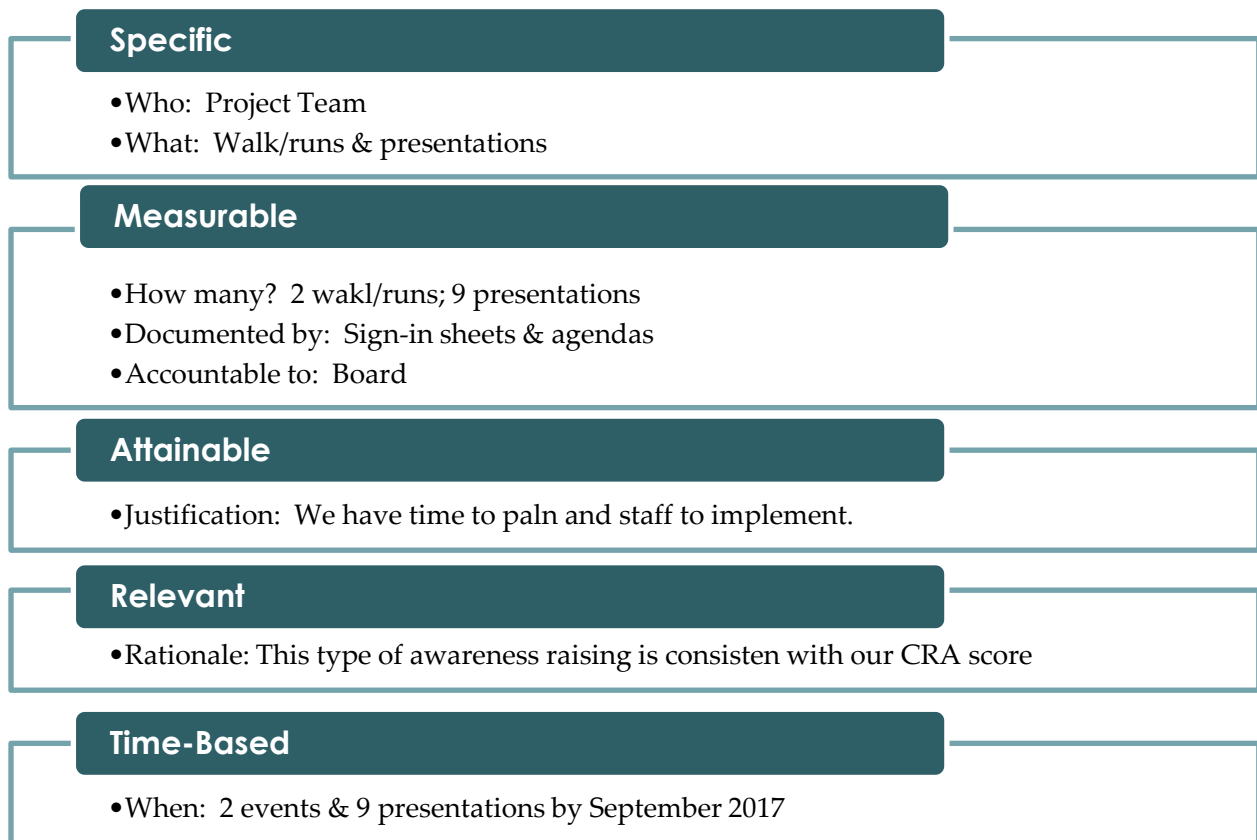 Specific
•Who:  Project Team
•What:  Walk/runs & presentations
Measurable
•How many?  2 wakl/runs; 9 presentations
•Documented by:  Sign-in sheets & agendas
•Accountable to:  Board
Attainable
•Justification:  We have time to paln and staff to implement.
Relevant
•Rationale: This type of awareness raising is consisten with our CRA score
Time-Based
•When:  2 events & 9 presentations by September 2017